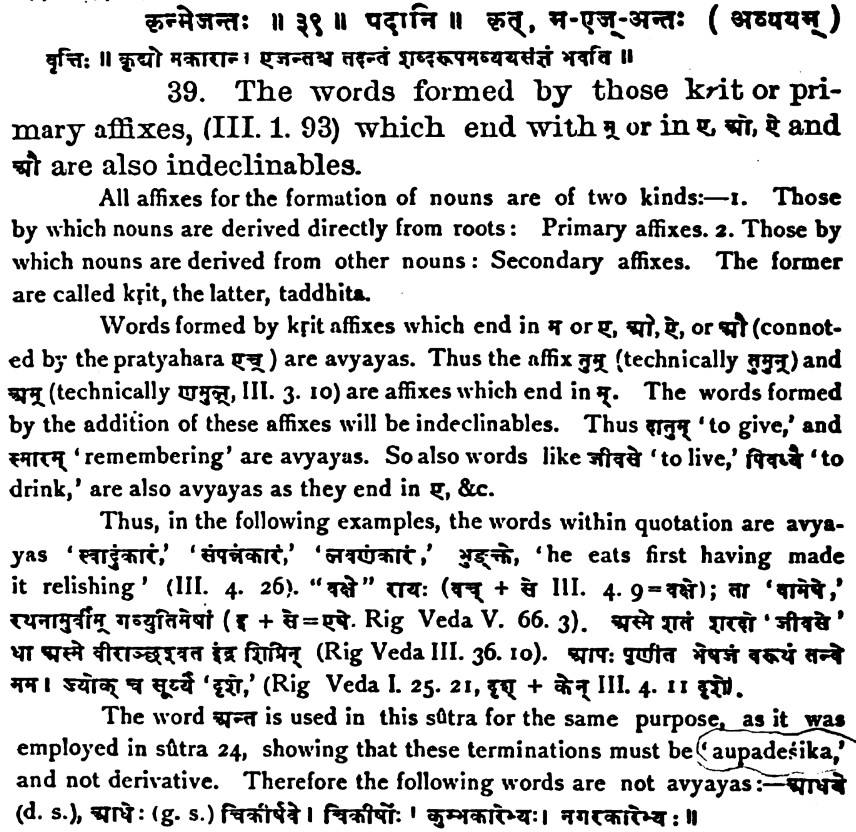 कृन्मेजन्तः ॥ ३९ ॥ पदानि ॥ कृत्, म-एज्-अन्तः ( अव्ययम् )
वृत्तिः ॥ कृद्यो मकारान्त। एजन्तश्च तदन्तं शब्दरूपमव्ययसंज्ञं भवति ॥
39. The words formed by those krit or pri-
mary affixes, (III. 1. 93) which end with म् or in ए, ओ, ऐ and
औ are also indeclinables.
All affixes for the formation of nouns are of two kinds:—1. Those
by which nouns are derived directly from roots: Primary affixes. 2. Those by
which nouns are derived from other nouns: Secondary affixes. The former
are called kṛit, the latter, taddhita.
Words formed by kṛit affixes which end in म or ए, ओ, ऐ, or औ (connot-
ed by the pratyahara एच् ) are avyayas. Thus the affix तुम् (technically तुमुन्) and
अम् (technically णमुल्, III. 3. 10) are affixes which end in म्. The words formed
by the addition of these affixes will be indeclinables. Thus दातुम् 'to give,' and
स्मारम् 'remembering' are avyayas. So also words like जीवसे 'to live,' पिवध्यै 'to
drink,' are also avyayas as they end in ए, &c.
Thus, in the following examples, the words within quotation are avya-
yas 'स्वादुंकारं,' 'संपन्नंकारं,' 'लवणंकारं,' भुङ्क्ते, 'he eats first having made
it relishing' (III. 4. 26). "वक्षे" रायः (वच् + से III. 4. 9=वक्षे); ता 'वामेषे,'
रथनामुर्वीम् गव्युतिमेषां (इ + से=एषे. Rig Veda V. 66. 3). अस्मे शतं शरदो 'जीवसे'
धा अस्मे वीराञ्छश्वत इंद्र शिप्रिन् (Rig Veda III. 36. 10). आपः पृणीत भेषजं वरूथं तन्वे
मम। ज्योक् च सूर्य्यं 'दृशे,' (Rig Veda I. 25. 21, दृश् + केन् III. 4. 11 दृशे).
The word अन्त is used in this sûtra for the same purpose, as it was
employed in sûtra 24, showing that these terminations must be 'aupadeśika,'
and not derivative. Therefore the following words are not avyayas:—आधये
(d. s.), आधेः (g. s.) चिकीर्षवे। चिकीर्षोः। कुम्भकारेभ्यः। नगरकारेभ्यः॥